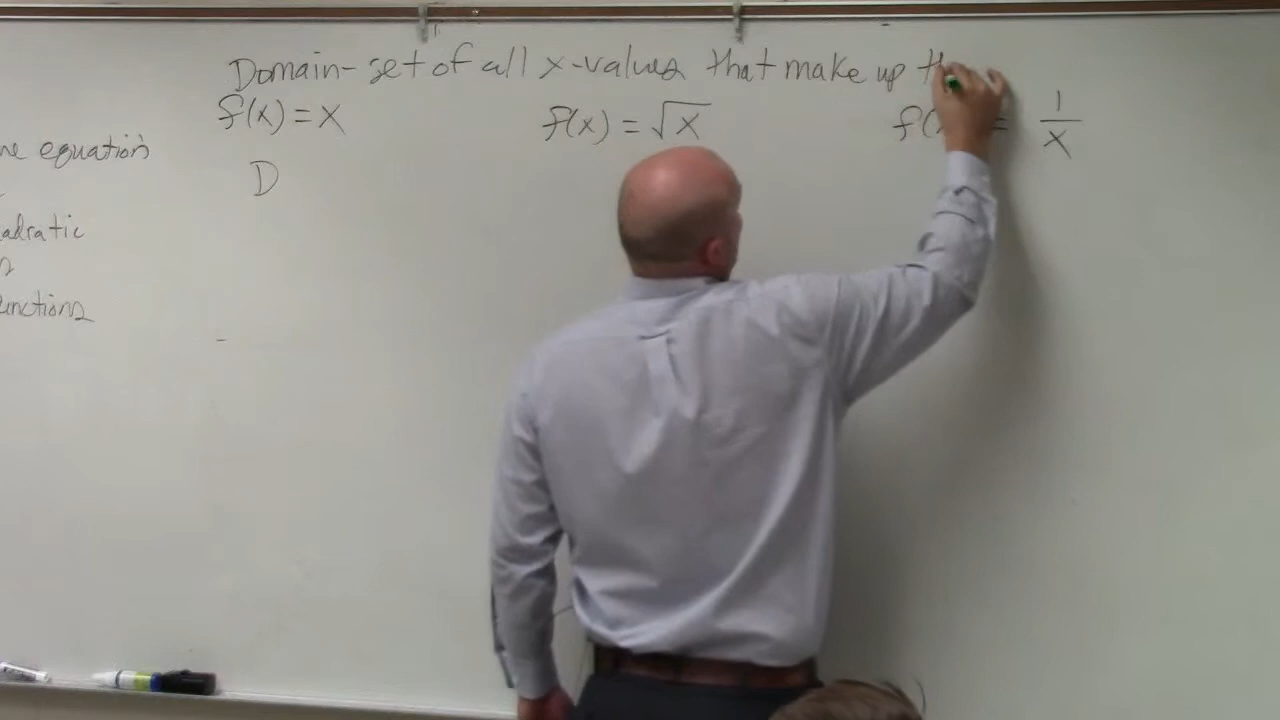 Domain - set of all x-values that make up th
f(x) = x
f(x) = √x
f( = 1/x
D
ne equation
adratic
unctions